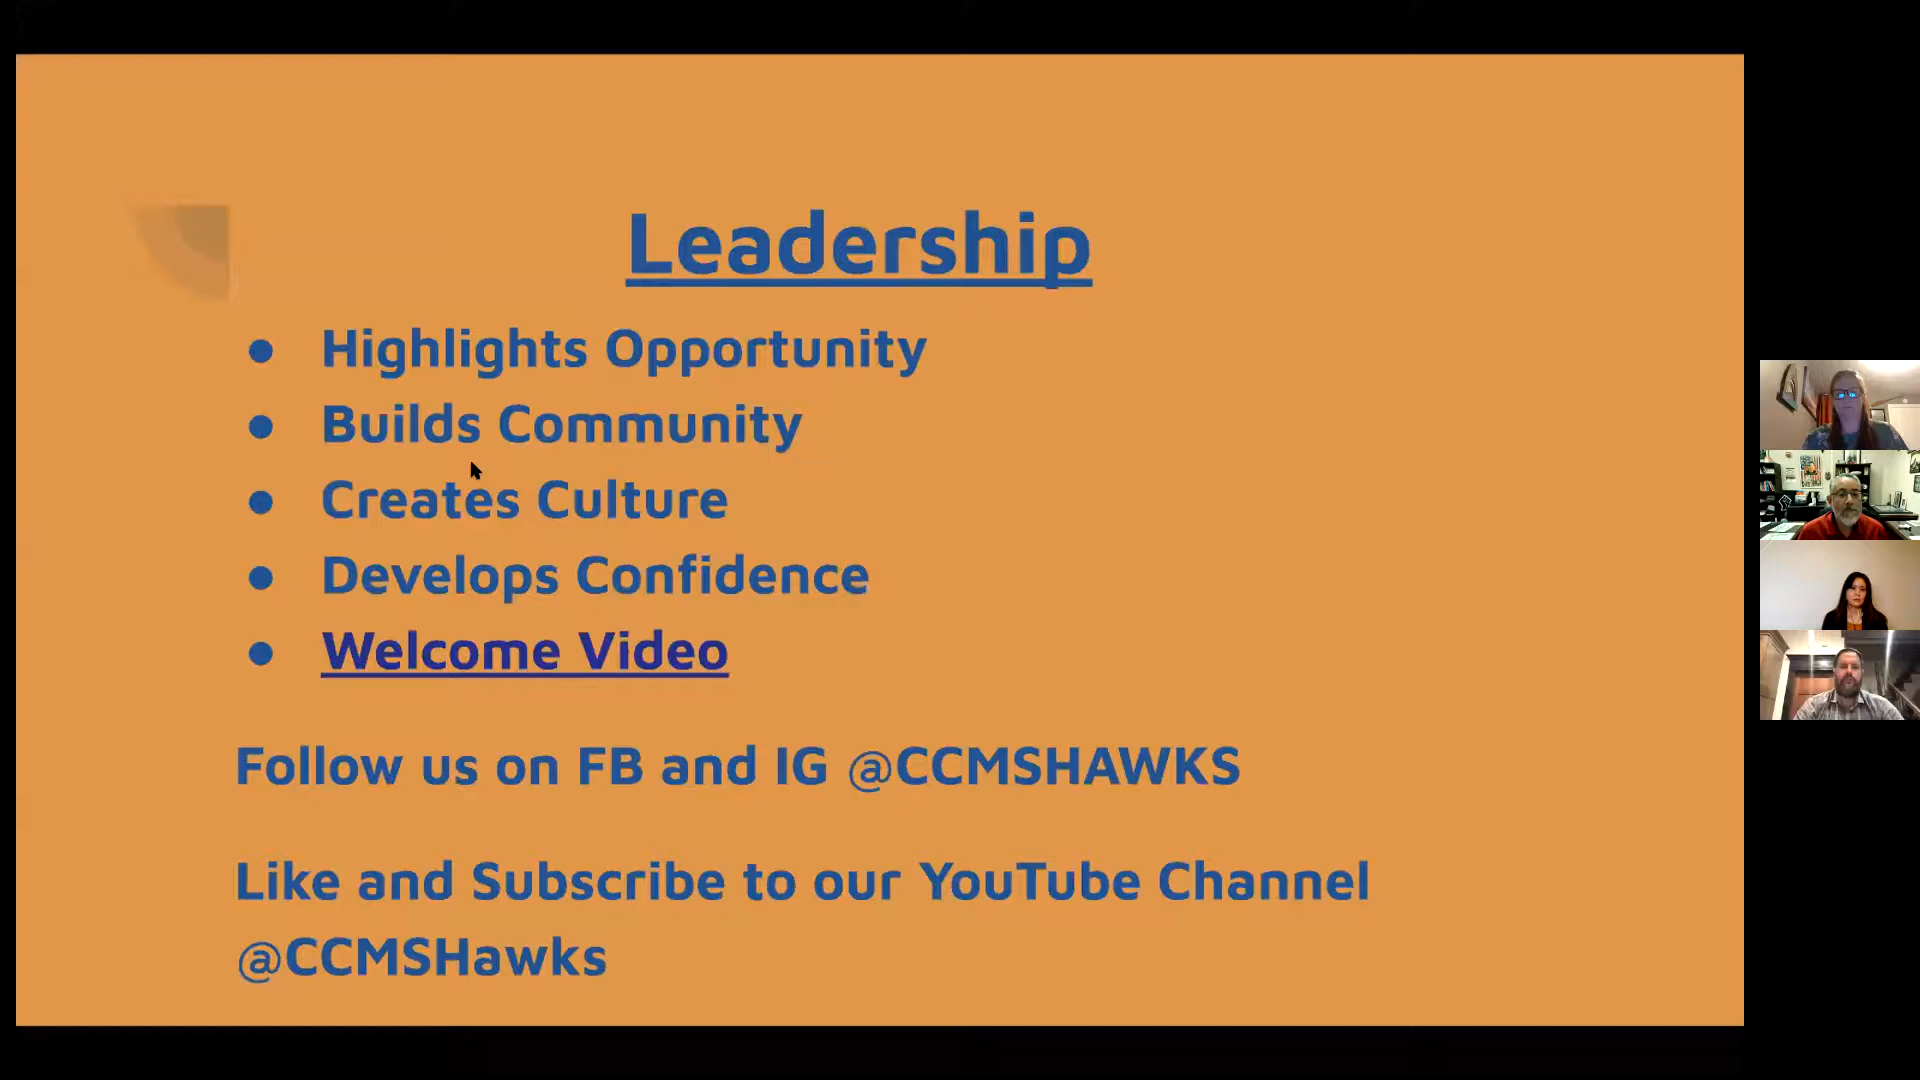 Leadership
● Highlights Opportunity
● Builds Community
● Creates Culture
● Develops Confidence
● Welcome Video
Follow us on FB and IG @CCMSHAWKS
Like and Subscribe to our YouTube Channel
@CCMSHawks